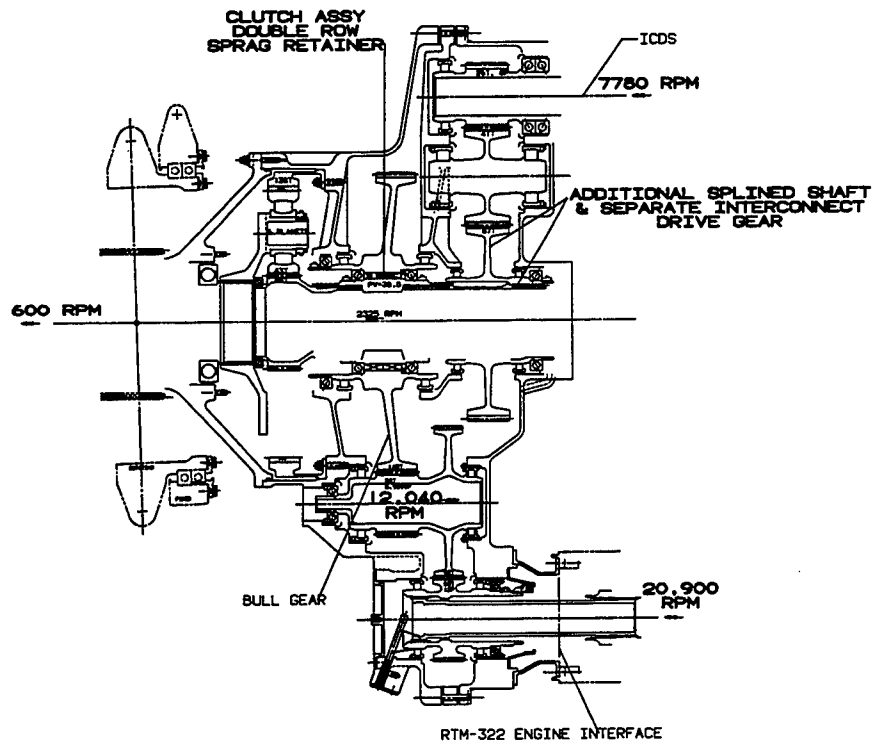 CLUTCH ASSY
DOUBLE ROW
SPRAG RETAINER
ICDS
7780 RPM
ADDITIONAL SPLINED SHAFT
& SEPARATE INTERCONNECT
DRIVE GEAR
600 RPM
2325 RPM
12,040
RPM
BULL GEAR
20,900
RPM
RTM-322 ENGINE INTERFACE